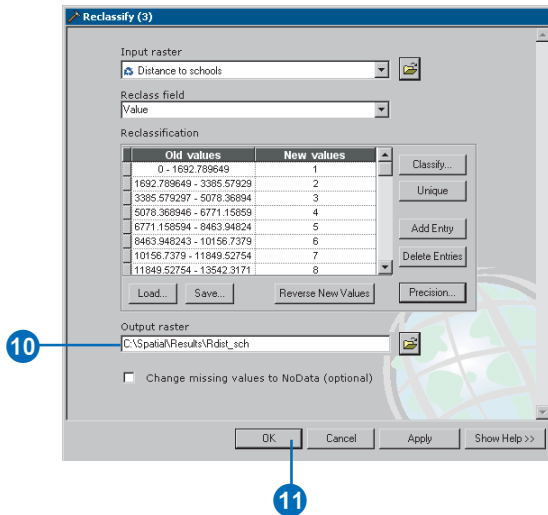 Reclassify (3)
Input raster
Distance to schools
Reclass field
Value
Reclassification
Old values New values
0 - 1692.789649 1
1692.789649 - 3385.57929 2
3385.579297 - 5078.36894 3
5078.368946 - 6771.15859 4
6771.158594 - 8463.94824 5
8463.948243 - 10156.7379 6
10156.7379 - 11849.52754 7
11849.52754 - 13542.3171 8
Classify...
Unique
Add Entry
Delete Entries
Load... Save... Reverse New Values Precision...
Output raster
10 C:\Spatial\Results\Rdist_sch
Change missing values to NoData (optional)
OK Cancel Apply Show Help >>
11